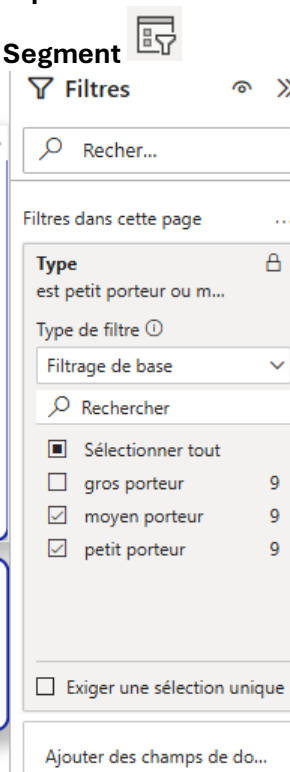 Segment
Filtres
Recher...
Filtres dans cette page ...
Type
est petit porteur ou m...
Type de filtre
Filtrage de base
Rechercher
Sélectionner tout
gros porteur 9
moyen porteur 9
petit porteur 9
Exiger une sélection unique
Ajouter des champs de do...